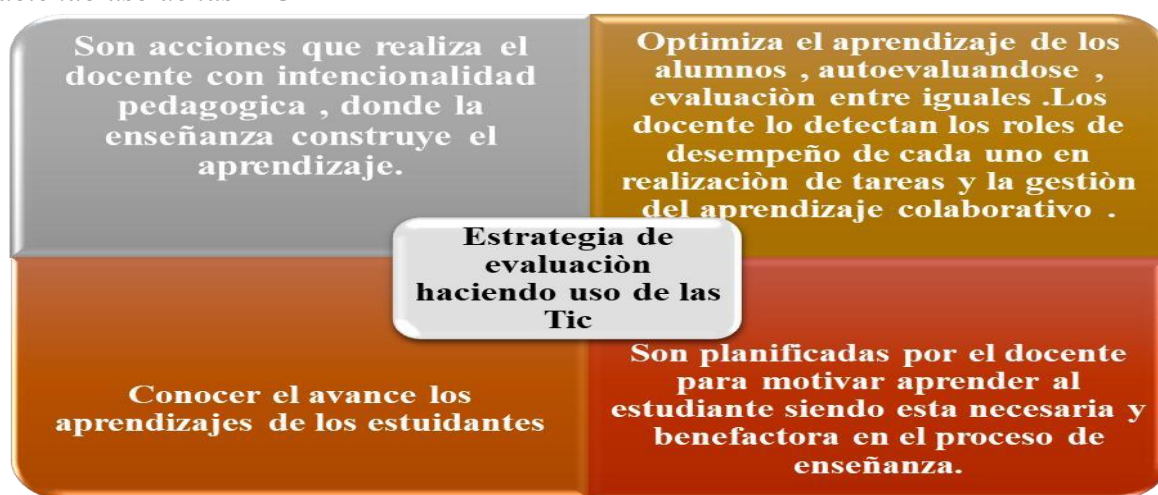 Son acciones que realiza el
docente con intencionalidad
pedagogica , donde la
enseñanza construye el
aprendizaje.
Optimiza el aprendizaje de los
alumnos , autoevaluandose ,
evaluaciòn entre iguales .Los
docente lo detectan los roles de
desempeño de cada uno en
realizaciòn de tareas y la gestiòn
del aprendizaje colaborativo .
Estrategia de
evaluaciòn
haciendo uso de las
Tic
Conocer el avance los
aprendizajes de los estuidantes
Son planificadas por el docente
para motivar aprender al
estudiante siendo esta necesaria y
benefactora en el proceso de
enseñanza.